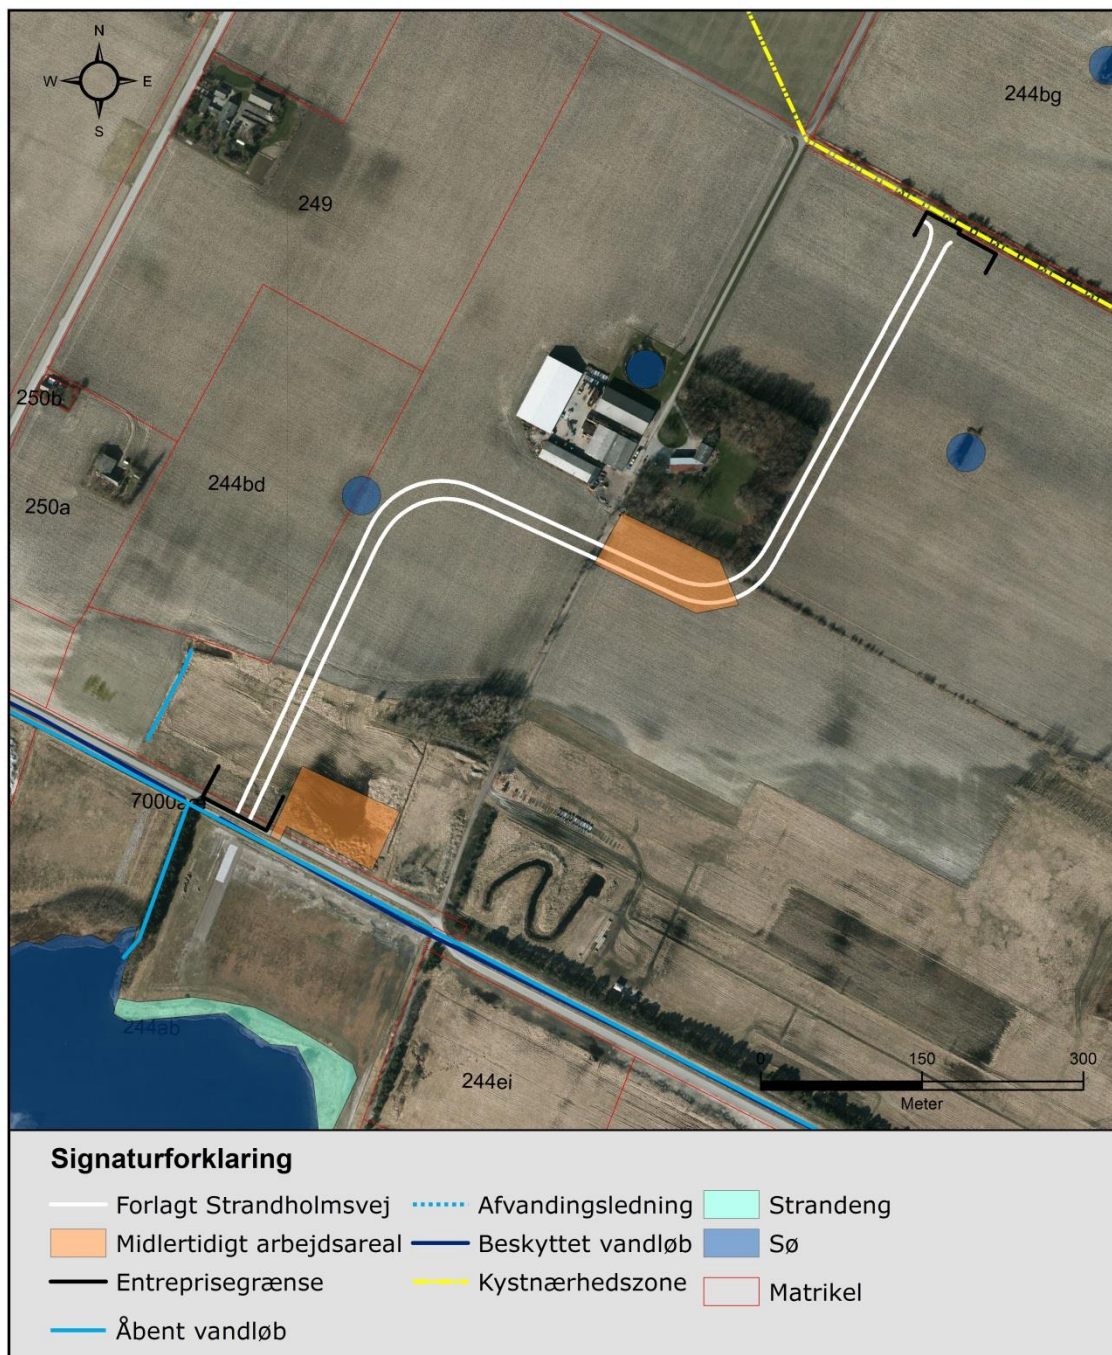 N
W E
S
244bg
249
250b
244bd
250a
244ab
244ei
0 150 300
Meter
Signaturforklaring
Forlagt Strandholmsvej
Afvandingsledning
Strandeng
Midlertidigt arbejdsareal
Beskyttet vandløb
Sø
Entreprisegrænse
Kystnærhedszone
Matrikel
Åbent vandløb